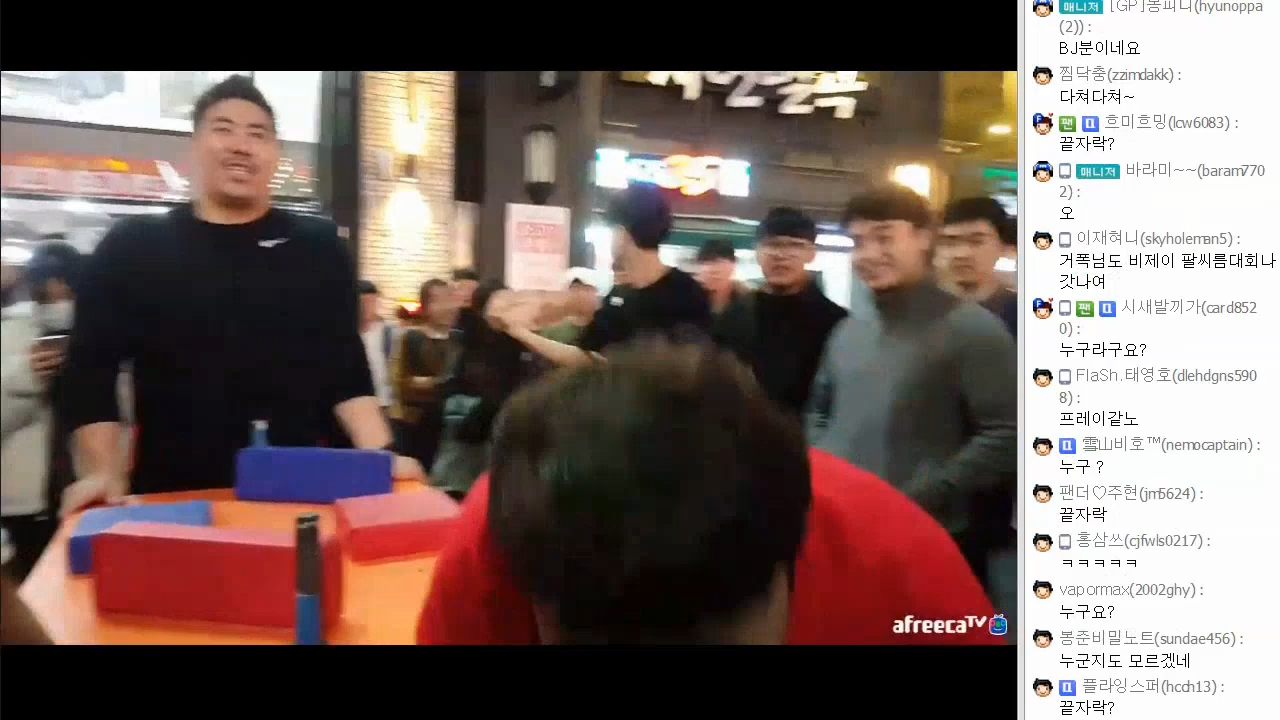 afreecaTV
매니저 [GP]몽피니(hyunoppa
(2)) :
BJ분이네요
찜닥충(zzimdakk) :
다쳐다쳐~
팬 흐미흐밍(lcw6083) :
끝자락?
매니저 바라미~~(baram770
2) :
오
이재혁니(skyholeman5) :
거폭님도 비제이 팔씨름대회나
갓나여
팬 시새발끼가(card852
0) :
누구라구요?
FlaSh.태영호(dlehdgns590
8) :
프레이같노
雪山비호™(nemocaptain) :
누구 ?
팬더♡주현(jm5624) :
끝자락
홍삼쓰(cjfwls0217) :
ㅋㅋㅋㅋㅋ
vapormax(2002ghy) :
누구요?
봉준비밀노트(sundae456) :
누군지도 모르겠네
플라잉스퍼(hcch13) :
끝자락?